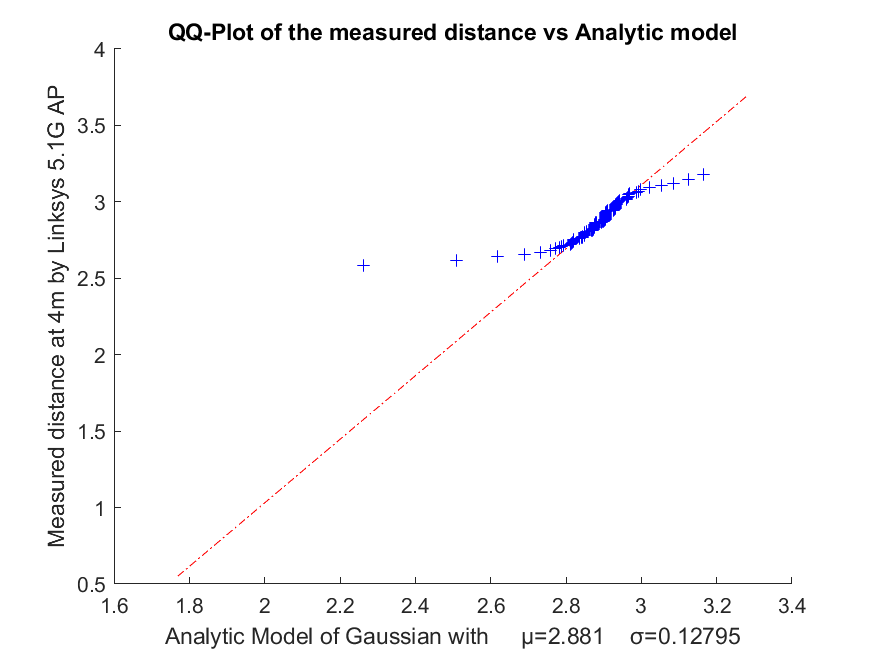 QQ-Plot of the measured distance vs Analytic model
4
3.5
3
2.5
2
1.5
1
0.5
Measured distance at 4m by Linksys 5.1G AP
1.6 1.8 2 2.2 2.4 2.6 2.8 3 3.2 3.4
Analytic Model of Gaussian with μ=2.881 σ=0.12795